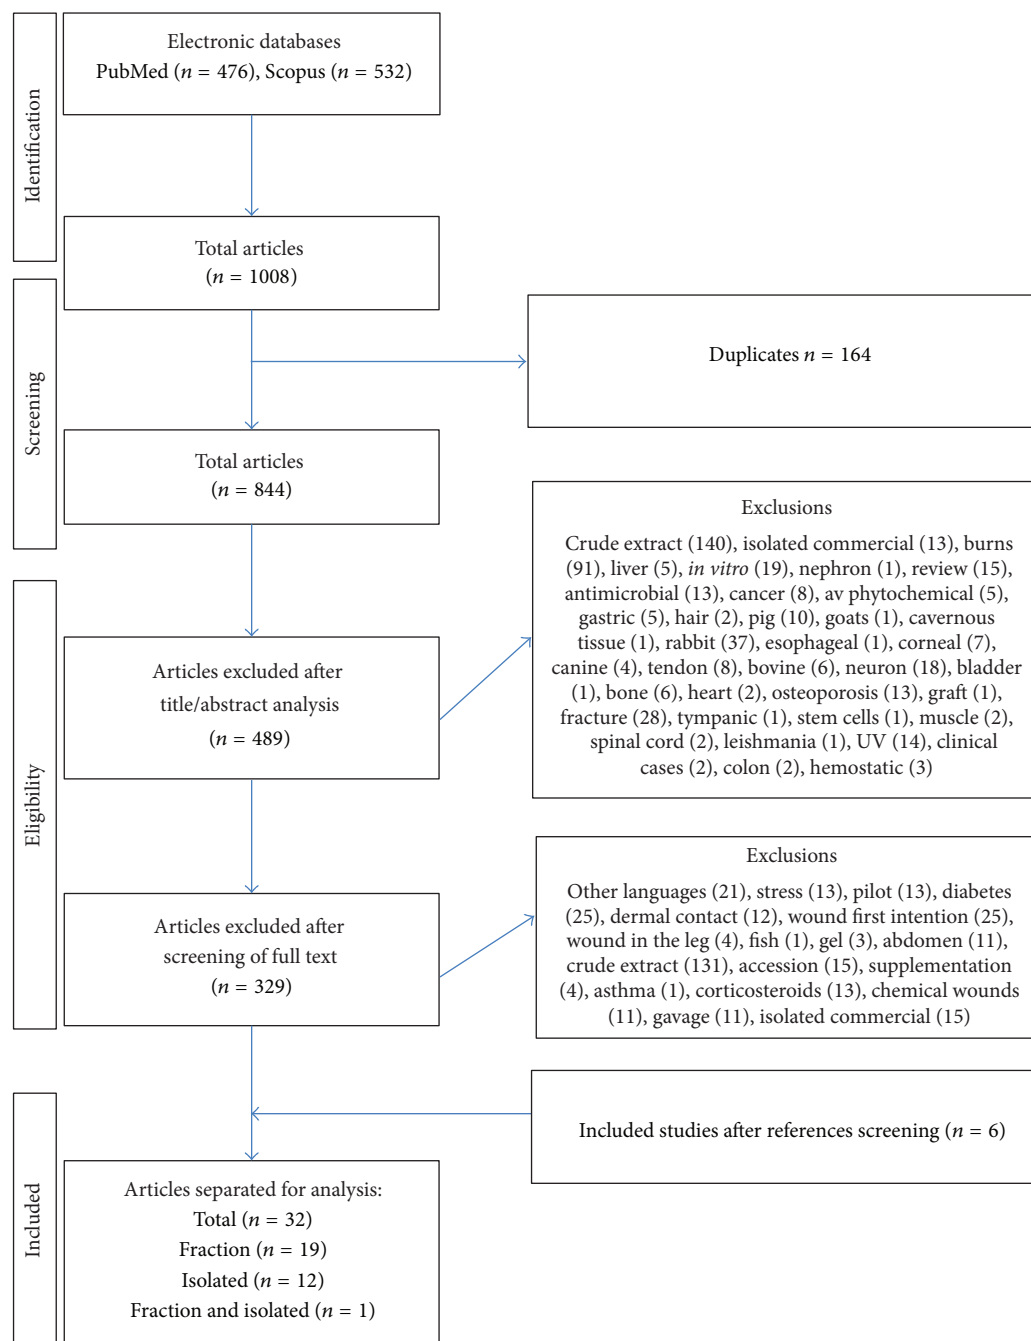 Identification
Electronic databases
PubMed (n = 476), Scopus (n = 532)
Total articles
(n = 1008)
Screening
Duplicates n = 164
Total articles
(n = 844)
Eligibility
Articles excluded after
title/abstract analysis
(n = 489)
Exclusions
Crude extract (140), isolated commercial (13), burns
(91), liver (5), in vitro (19), nephron (1), review (15),
antimicrobial (13), cancer (8), av phytochemical (5),
gastric (5), hair (2), pig (10), goats (1), cavernous
tissue (1), rabbit (37), esophageal (1), corneal (7),
canine (4), tendon (8), bovine (6), neuron (18), bladder
(1), bone (6), heart (2), osteoporosis (13), graft (1),
fracture (28), tympanic (1), stem cells (1), muscle (2),
spinal cord (2), leishmania (1), UV (14), clinical
cases (2), colon (2), hemostatic (3)
Articles excluded after
screening of full text
(n = 329)
Exclusions
Other languages (21), stress (13), pilot (13), diabetes
(25), dermal contact (12), wound first intention (25),
wound in the leg (4), fish (1), gel (3), abdomen (11),
crude extract (131), accession (15), supplementation
(4), asthma (1), corticosteroids (13), chemical wounds
(11), gavage (11), isolated commercial (15)
Included
Included studies after references screening (n = 6)
Articles separated for analysis:
Total (n = 32)
Fraction (n = 19)
Isolated (n = 12)
Fraction and isolated (n = 1)